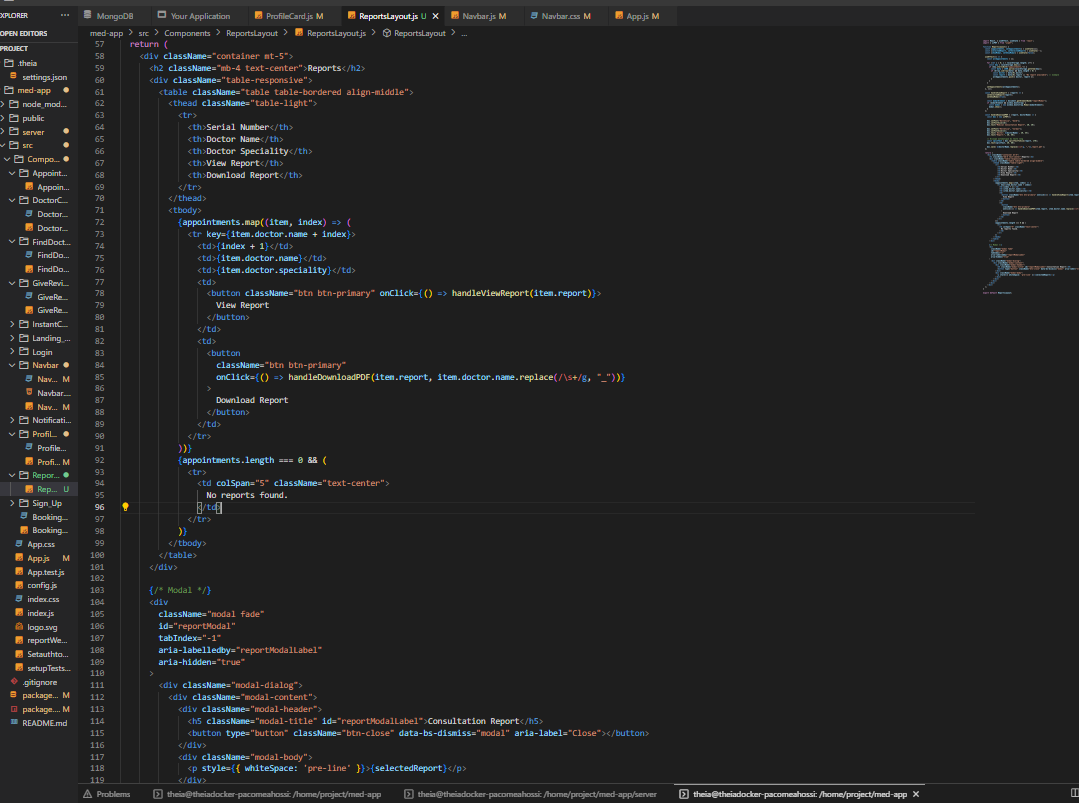 EXPLORER ···
OPEN EDITORS
PROJECT
.theia
settings.json
med-app
node_mod...
public
server
src
Compo...
Appoint...
Appoin...
DoctorC...
Doctor...
Doctor...
FindDoct...
FindDo...
FindDo...
GiveRevi...
GiveRe...
GiveRe...
InstantC...
Landing_...
Login
Navbar
Nav... M
Navbar....
Nav... M
Notificati...
Profil...
Profile...
Profi... M
Repor...
Rep... U
Sign_Up
Booking...
Booking...
App.css
App.js M
App.test.js
config.js
index.css
index.js
logo.svg
reportWe...
Setauthto...
setupTests...
.gitignore
package... M
package.... M
README.md
MongoDB
Your Application
ProfileCard.js M
ReportsLayout.js U
Navbar.js M
Navbar.css M
App.js M
med-app > src > Components > ReportsLayout > ReportsLayout.js > ReportsLayout > ...
57 return (
58 <div className="container mt-5">
59 <h2 className="mb-4 text-center">Reports</h2>
60 <div className="table-responsive">
61 <table className="table table-bordered align-middle">
62 <thead className="table-light">
63 <tr>
64 <th>Serial Number</th>
65 <th>Doctor Name</th>
66 <th>Doctor Speciality</th>
67 <th>View Report</th>
68 <th>Download Report</th>
69 </tr>
70 </thead>
71 <tbody>
72 {appointments.map((item, index) => (
73 <tr key={item.doctor.name + index}>
74 <td>{index + 1}</td>
75 <td>{item.doctor.name}</td>
76 <td>{item.doctor.speciality}</td>
77 <td>
78 <button className="btn btn-primary" onClick={() => handleViewReport(item.report)}>
79 View Report
80 </button>
81 </td>
82 <td>
83 <button
84 className="btn btn-primary"
85 onClick={() => handleDownloadPDF(item.report, item.doctor.name.replace(/\s+/g, "_"))}
86 >
87 Download Report
88 </button>
89 </td>
90 </tr>
91 ))}
92 {appointments.length === 0 && (
93 <tr>
94 <td colSpan="5" className="text-center">
95 No reports found.
96 </td>
97 </tr>
98 )}
99 </tbody>
100 </table>
101 </div>
102
103 {/* Modal */}
104 <div
105 className="modal fade"
106 id="reportModal"
107 tabIndex="-1"
108 aria-labelledby="reportModalLabel"
109 aria-hidden="true"
110 >
111 <div className="modal-dialog">
112 <div className="modal-content">
113 <div className="modal-header">
114 <h5 className="modal-title" id="reportModalLabel">Consultation Report</h5>
115 <button type="button" className="btn-close" data-bs-dismiss="modal" aria-label="Close"></button>
116 </div>
117 <div className="modal-body">
118 <p style={{ whiteSpace: 'pre-line' }}>{selectedReport}</p>
119 </div>
Problems
theia@theiadocker-pacomeahossi: /home/project/med-app
theia@theiadocker-pacomeahossi: /home/project/med-app/server
theia@theiadocker-pacomeahossi: /home/project/med-app